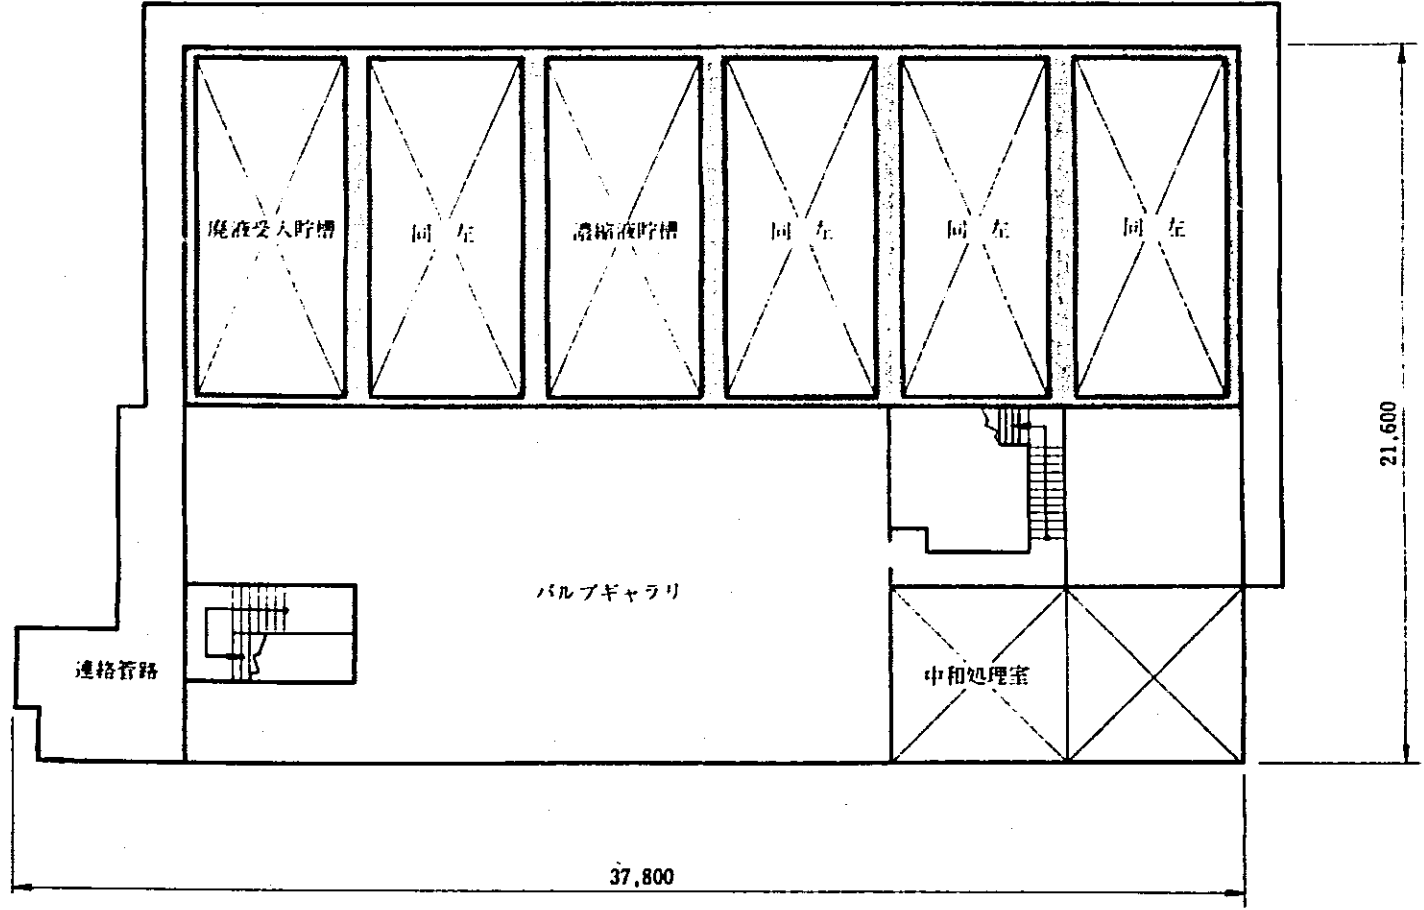 廃液受入貯槽
同左
濃縮液貯槽
同左
同左
同左
21,600
バルブギャラリ
連絡管路
中和処理室
37,800